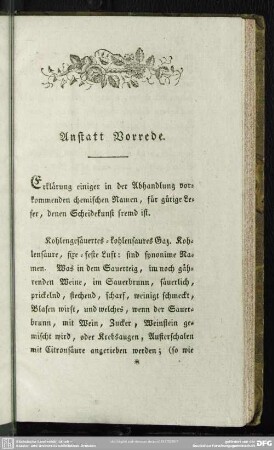 Anstatt Vorrede.
Erklärung einiger in der Abhandlung vor-
kommenden chemischen Namen, für gütige Le-
ser, denen Scheidekunst fremd ist.
Kohlengesäuertes- kohlensaures Gaz. Koh-
lensaure, fixe- feste Luft: sind synonime Na-
men. Was in dem Sauerteig, im noch gäh-
renden Weine, im Sauerbrunn, säuerlich,
prickelnd, stechend, scharf, weinigt schmeckt,
Blasen wirft, und welches, wenn der Sauer-
brunn, mit Wein, Zucker, Weinstein ge-
mischt wird, oder Krebsaugen, Austerschalen
mit Citronsäure angerieben werden; (so wie
*
DFG